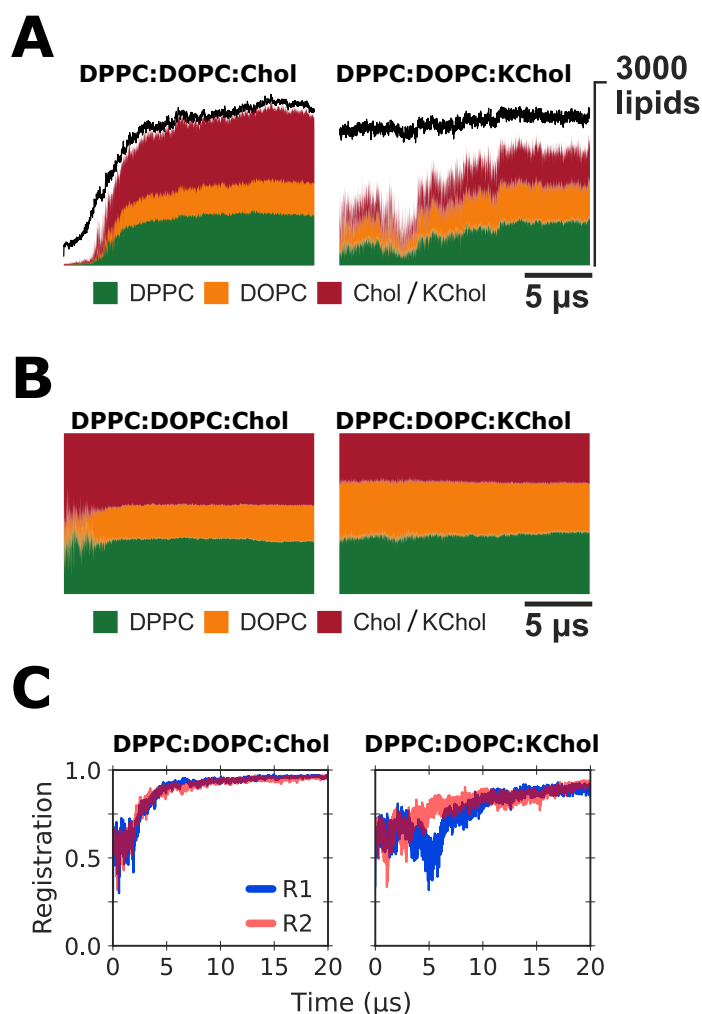 A
DPPC:DOPC:Chol DPPC:DOPC:KChol
3000
lipids
DPPC DOPC Chol / KChol
5 µs
B
DPPC:DOPC:Chol DPPC:DOPC:KChol
DPPC DOPC Chol / KChol
5 µs
C
DPPC:DOPC:Chol DPPC:DOPC:KChol
Registration
1.0
0.5
0.0
R1
R2
0 5 10 15 20 0 5 10 15 20
Time (µs)